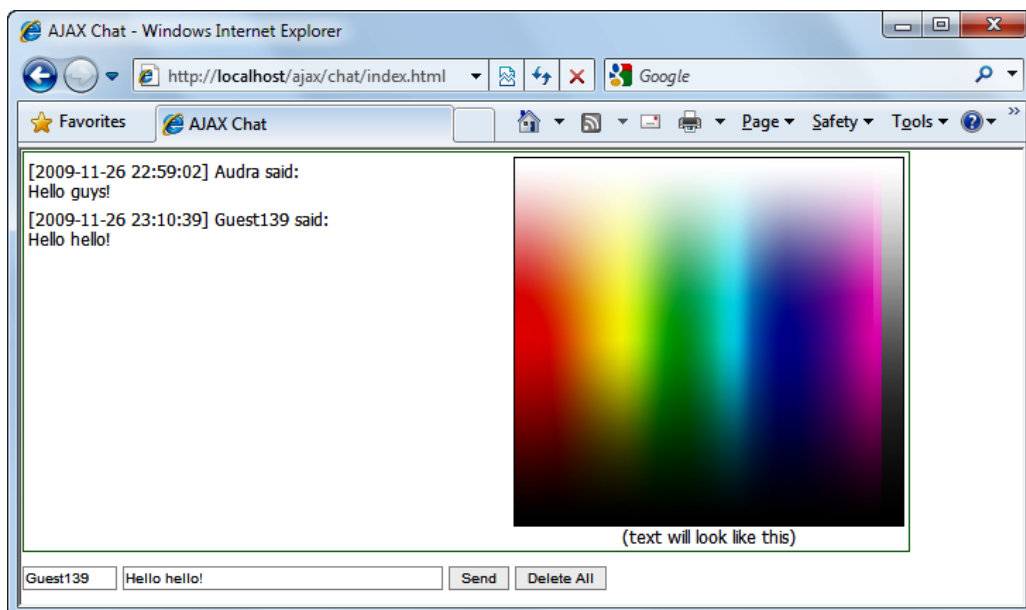 AJAX Chat - Windows Internet Explorer
http://localhost/ajax/chat/index.html
Google
Favorites
AJAX Chat
Page
Safety
Tools
»
[2009-11-26 22:59:02] Audra said:
Hello guys!
[2009-11-26 23:10:39] Guest139 said:
Hello hello!
(text will look like this)
Guest139 Hello hello! Send Delete All